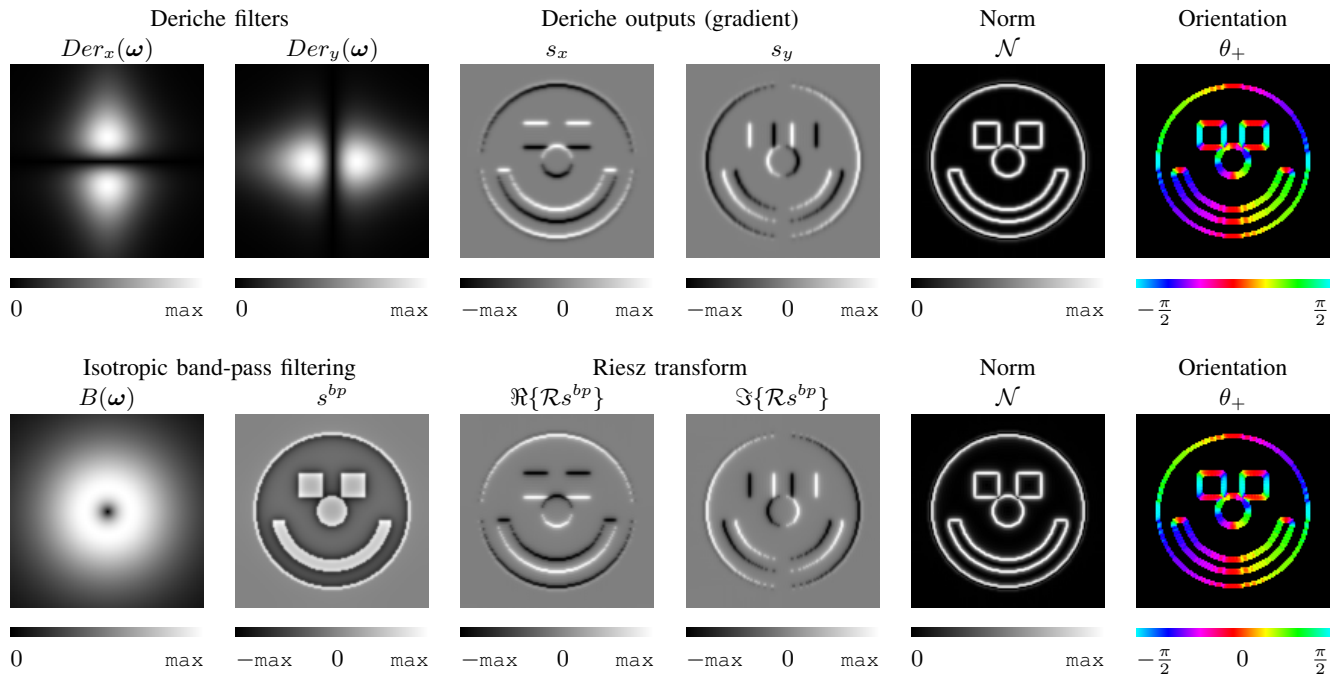 Deriche filters Deriche outputs (gradient) Norm Orientation
Der_x(ω) Der_y(ω) s_x s_y 𝒩 θ_+
0 max 0 max −max 0 max −max 0 max 0 max −π/2 π/2
Isotropic band-pass filtering Riesz transform Norm Orientation
B(ω) s^{bp} ℜ{ℛs^{bp}} ℑ{ℛs^{bp}} 𝒩 θ_+
0 max −max 0 max −max 0 max −max 0 max 0 max −π/2 0 π/2